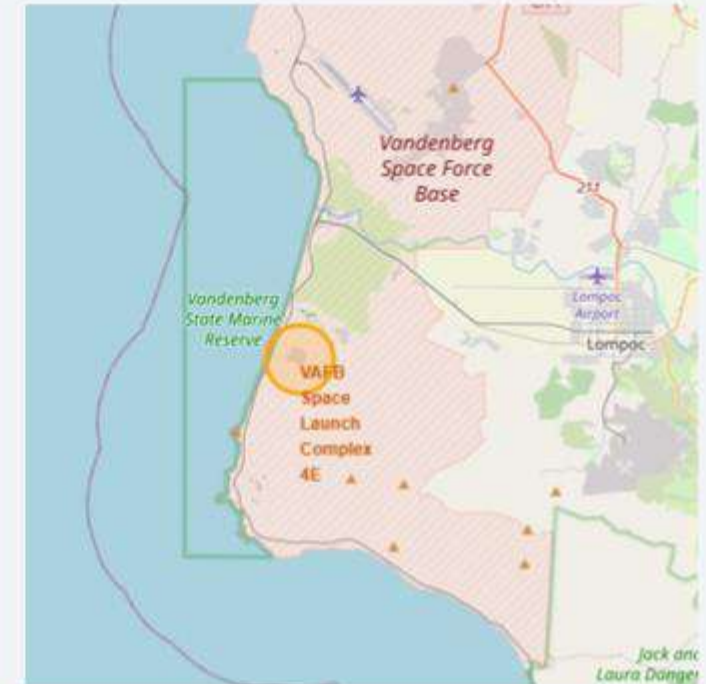 Vandenberg
Space Force
Base
211
Vandenberg
State Marine
Reserve
Lompoc
Airport
Lompoc
VAFB
Space
Launch
Complex
4E
Jack and
Laura Danger